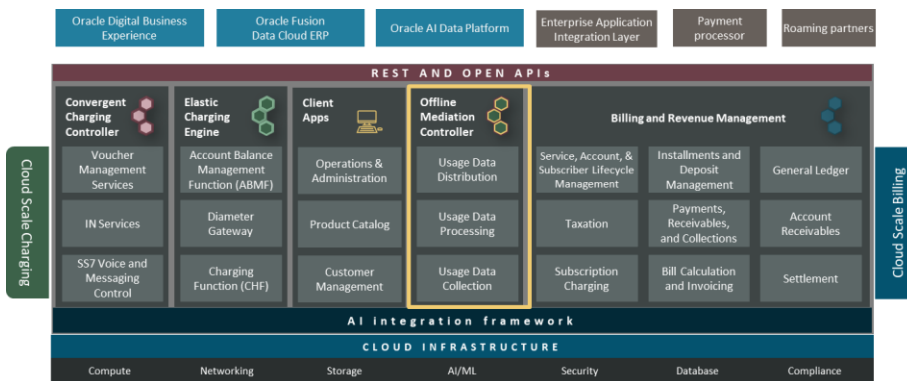 Oracle Digital Business
Experience
Oracle Fusion
Data Cloud ERP
Oracle AI Data Platform
Enterprise Application
Integration Layer
Payment
processor
Roaming partners
REST AND OPEN APIs
Cloud Scale Charging
Convergent
Charging
Controller
Voucher
Management
Services
IN Services
SS7 Voice and
Messaging
Control
Elastic
Charging
Engine
Account Balance
Management
Function (ABMF)
Diameter
Gateway
Charging
Function (CHF)
Client
Apps
Operations &
Administration
Product Catalog
Customer
Management
Offline
Mediation
Controller
Usage Data
Distribution
Usage Data
Processing
Usage Data
Collection
Billing and Revenue Management
Service, Account, &
Subscriber Lifecycle
Management
Installments and
Deposit
Management
General Ledger
Taxation
Payments,
Receivables,
and Collections
Account
Receivables
Subscription
Charging
Bill Calculation
and Invoicing
Settlement
Cloud Scale Billing
AI integration framework
CLOUD INFRASTRUCTURE
Compute
Networking
Storage
AI/ML
Security
Database
Compliance